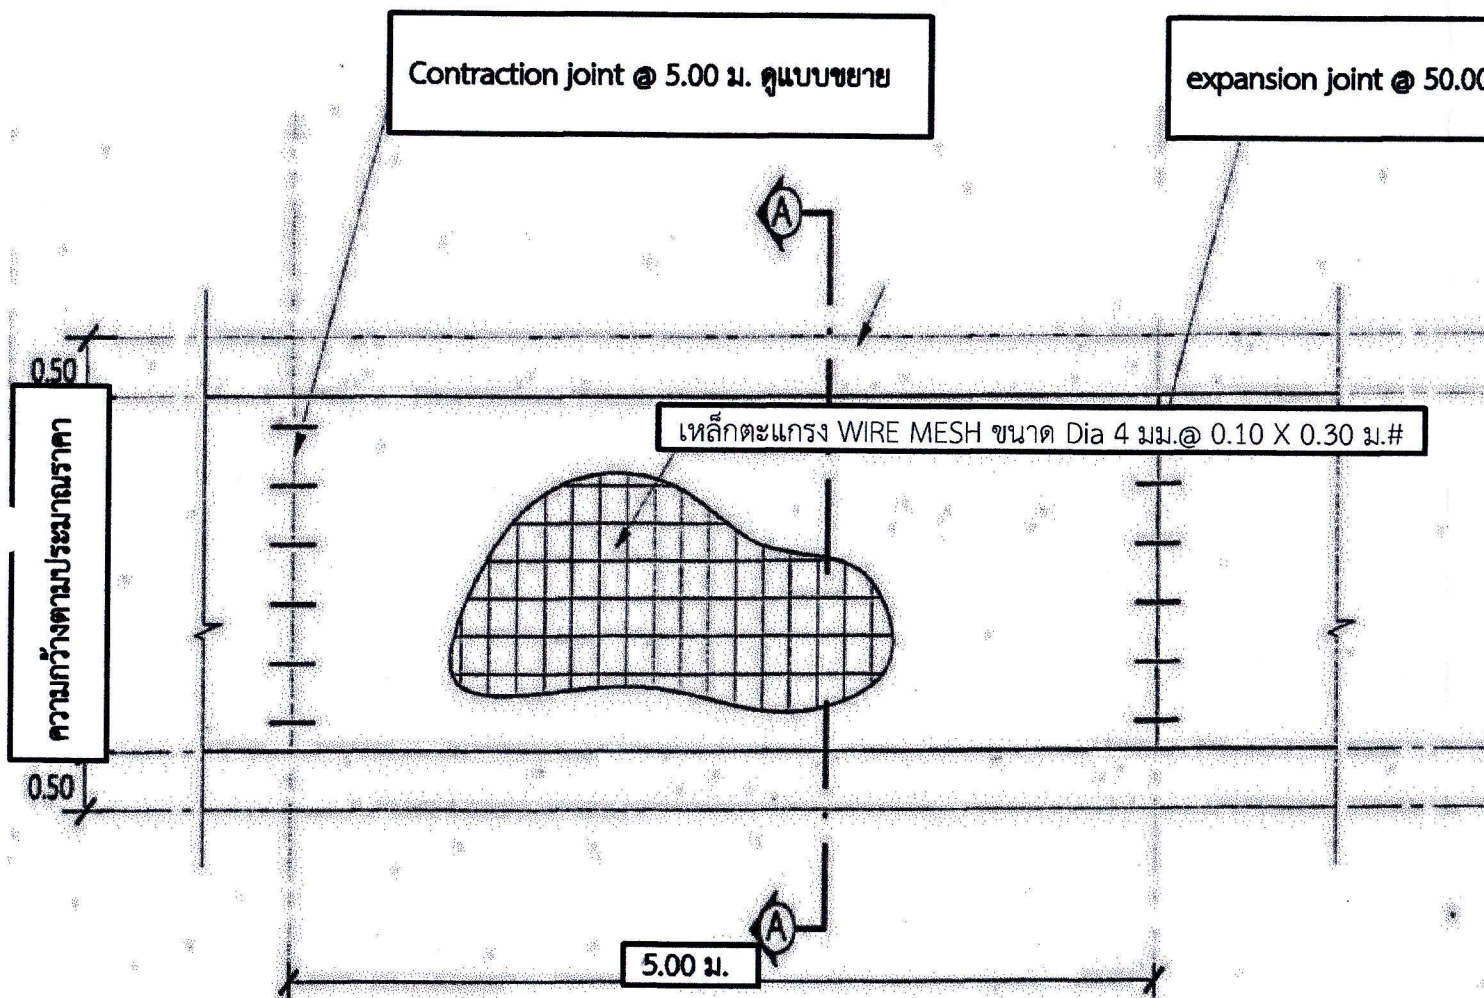 Contraction joint @ 5.00 ม. ดูแบบขยาย
expansion joint @ 50.00
A
0.50
เหล็กตะแกรง WIRE MESH ขนาด Dia 4 มม.@ 0.10 X 0.30 ม.#
ความกว้างตามประมาณราคา
0.50
A
5.00 ม.